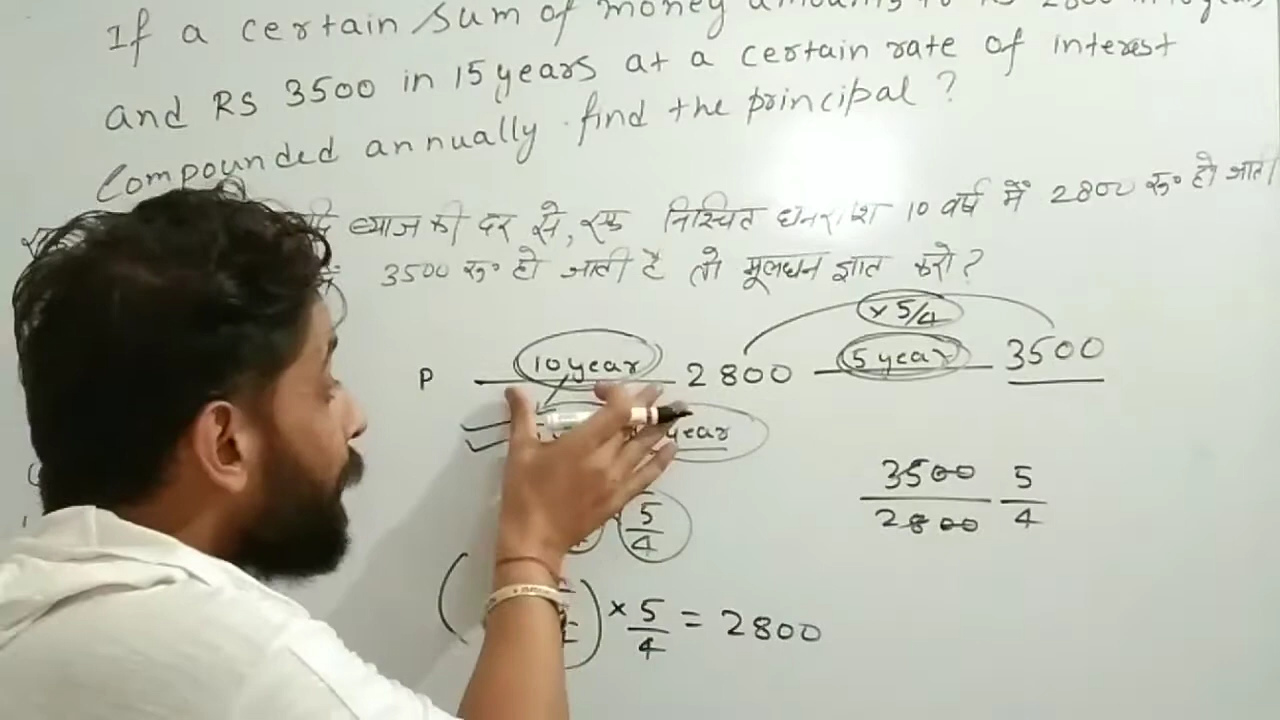 If a certain sum of money amounts to Rs 2800 in 10 years
and RS 3500 in 15 years at a certain rate of interest
Compounded annually . find the principal ?
ब्याज की दर से, एक निश्चित धनराशि 10 वर्ष में 2800 रु० हो जाती
3500 रु० हो जाती है तो मूलधन ज्ञात करो ?
× 5/4
P 10 year 2800 5 year 3500
year
3500 5
2800 4
5
4
× 5 = 2800
4